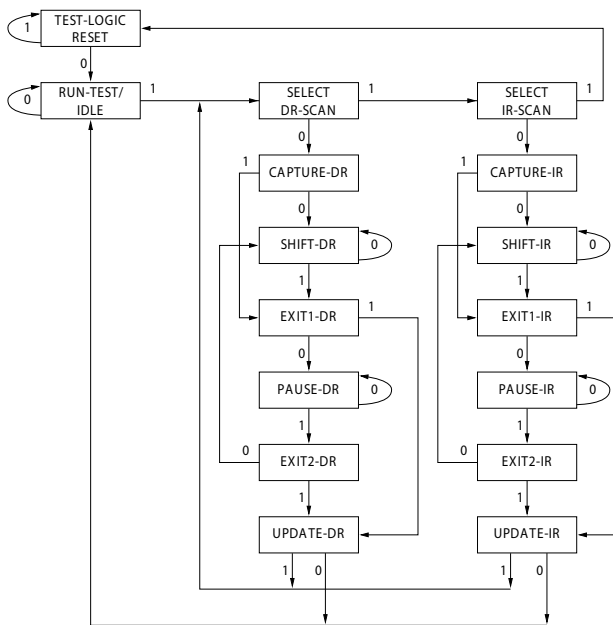 TEST-LOGIC
RESET
1
0
RUN-TEST/
IDLE
0
1
SELECT
DR-SCAN
1
SELECT
IR-SCAN
1
0
0
1
CAPTURE-DR
1
CAPTURE-IR
0
0
SHIFT-DR
0
SHIFT-IR
0
1
1
EXIT1-DR
1
EXIT1-IR
1
0
0
PAUSE-DR
0
PAUSE-IR
0
1
1
0
EXIT2-DR
0
EXIT2-IR
1
1
UPDATE-DR
UPDATE-IR
1
0
1
0